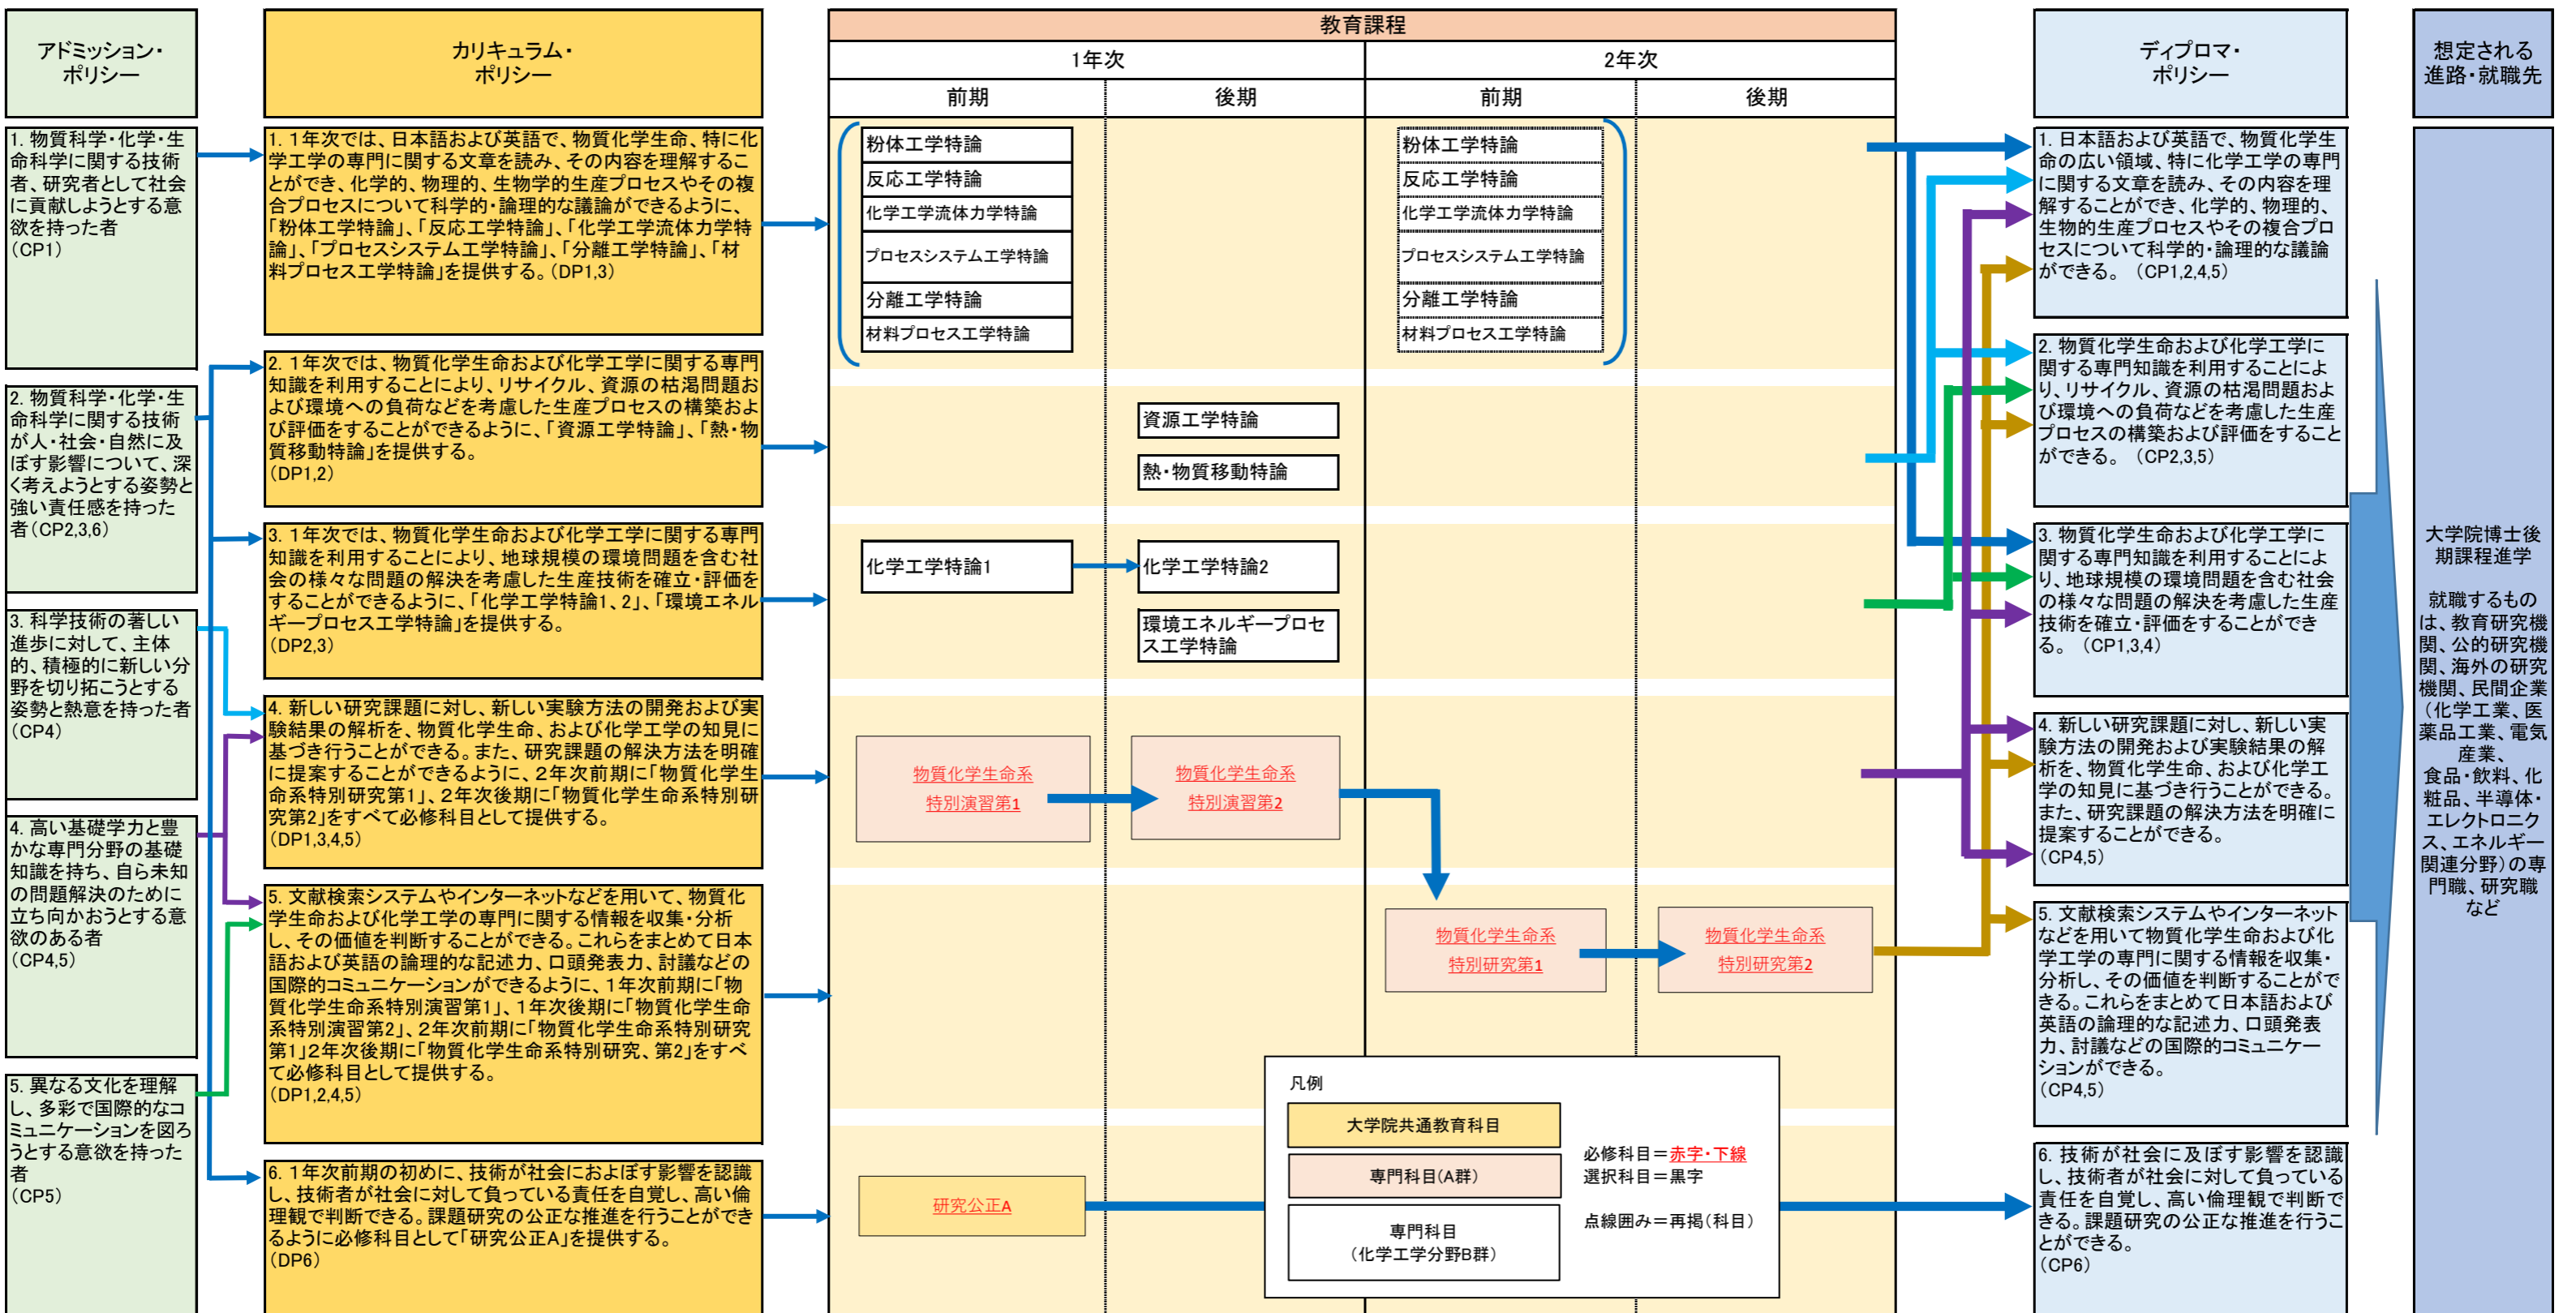 アドミッション・
ポリシー
1. 物質科学・化学・生
命科学に関する技術
者、研究者として社会
に貢献しようとする意
欲を持った者
(CP1)
2. 物質科学・化学・生
命科学に関する技術
が人・社会・自然に及
ぼす影響について、深
く考えようとする姿勢と
強い責任感を持った
者(CP2,3,6)
3. 科学技術の著しい
進歩に対して、主体
的、積極的に新しい分
野を切り拓こうとする
姿勢と熱意を持った者
(CP4)
4. 高い基礎学力と豊
かな専門分野の基礎
知識を持ち、自ら未知
の問題解決のために
立ち向かおうとする意
欲のある者
(CP4,5)
5. 異なる文化を理解
し、多彩で国際的なコ
ミュニケーションを図ろ
うとする意欲を持った
者
(CP5)
カリキュラム・
ポリシー
1. 1年次では、日本語および英語で、物質化学生命、特に化
学工学の専門に関する文章を読み、その内容を理解するこ
とができ、化学的、物理的、生物学的生産プロセスやその複
合プロセスについて科学的・論理的な議論ができるように、
「粉体工学特論」、「反応工学特論」、「化学工学流体力学特
論」、「プロセスシステム工学特論」、「分離工学特論」、「材
料プロセス工学特論」を提供する。(DP1,3)
2. 1年次では、物質化学生命および化学工学に関する専門
知識を利用することにより、リサイクル、資源の枯渇問題お
よび環境への負荷などを考慮した生産プロセスの構築およ
び評価をすることができるように、「資源工学特論」、「熱・物
質移動特論」を提供する。
(DP1,2)
3. 1年次では、物質化学生命および化学工学に関する専門
知識を利用することにより、地球規模の環境問題を含む社
会の様々な問題の解決を考慮した生産技術を確立・評価を
することができるように、「化学工学特論1、2」、「環境エネル
ギープロセス工学特論」を提供する。
(DP2,3)
4. 新しい研究課題に対し、新しい実験方法の開発および実
験結果の解析を、物質化学生命、および化学工学の知見に
基づき行うことができる。また、研究課題の解決方法を明確
に提案することができるように、2年次前期に「物質化学生
命系特別研究第1」、2年次後期に「物質化学生命系特別研
究第2」をすべて必修科目として提供する。
(DP1,3,4,5)
5. 文献検索システムやインターネットなどを用いて、物質化
学生命および化学工学の専門に関する情報を収集・分析
し、その価値を判断することができる。これらをまとめて日本
語および英語の論理的な記述力、口頭発表力、討議などの
国際的コミュニケーションができるように、1年次前期に「物
質化学生命系特別演習第1」、1年次後期に「物質化学生命
系特別演習第2」、2年次前期に「物質化学生命系特別研究
第1」2年次後期に「物質化学生命系特別研究、第2」をすべ
て必修科目として提供する。
(DP1,2,4,5)
6. 1年次前期の初めに、技術が社会におよぼす影響を認識
し、技術者が社会に対して負っている責任を自覚し、高い倫
理観で判断できる。課題研究の公正な推進を行うことができ
るように必修科目として「研究公正A」を提供する。
(DP6)
教育課程
1年次
2年次
前期
後期
前期
後期
粉体工学特論
反応工学特論
化学工学流体力学特論
プロセスシステム工学特論
分離工学特論
材料プロセス工学特論
粉体工学特論
反応工学特論
化学工学流体力学特論
プロセスシステム工学特論
分離工学特論
材料プロセス工学特論
資源工学特論
熱・物質移動特論
化学工学特論1
化学工学特論2
環境エネルギープロセ
ス工学特論
物質化学生命系
特別演習第1
物質化学生命系
特別演習第2
物質化学生命系
特別研究第1
物質化学生命系
特別研究第2
研究公正A
凡例
大学院共通教育科目
専門科目(A群)
専門科目
(化学工学分野B群)
必修科目=赤字・下線
選択科目=黒字
点線囲み=再掲(科目)
ディプロマ・
ポリシー
1. 日本語および英語で、物質化学生
命の広い領域、特に化学工学の専門
に関する文章を読み、その内容を理
解することができ、化学的、物理的、
生物的生産プロセスやその複合プロ
セスについて科学的・論理的な議論
ができる。 (CP1,2,4,5)
2. 物質化学生命および化学工学に
関する専門知識を利用することによ
り、リサイクル、資源の枯渇問題およ
び環境への負荷などを考慮した生産
プロセスの構築および評価をすること
ができる。 (CP2,3,5)
3. 物質化学生命および化学工学に
関する専門知識を利用することによ
り、地球規模の環境問題を含む社会
の様々な問題の解決を考慮した生産
技術を確立・評価をすることができ
る。 (CP1,3,4)
4. 新しい研究課題に対し、新しい実
験方法の開発および実験結果の解
析を、物質化学生命、および化学工
学の知見に基づき行うことができる。
また、研究課題の解決方法を明確に
提案することができる。
(CP4,5)
5. 文献検索システムやインターネット
などを用いて物質化学生命および化
学工学の専門に関する情報を収集・
分析し、その価値を判断することがで
きる。これらをまとめて日本語および
英語の論理的な記述力、口頭発表
力、討議などの国際的コミュニケー
ションができる。
(CP4,5)
6. 技術が社会に及ぼす影響を認識
し、技術者が社会に対して負っている
責任を自覚し、高い倫理観で判断で
きる。課題研究の公正な推進を行うこ
とができる。
(CP6)
想定される
進路・就職先
大学院博士後
期課程進学
就職するもの
は、教育研究機
関、公的研究機
関、海外の研究
機関、民間企業
(化学工業、医
薬品工業、電気
産業、
食品・飲料、化
粧品、半導体・
エレクトロニク
ス、エネルギー
関連分野)の専
門職、研究職
など